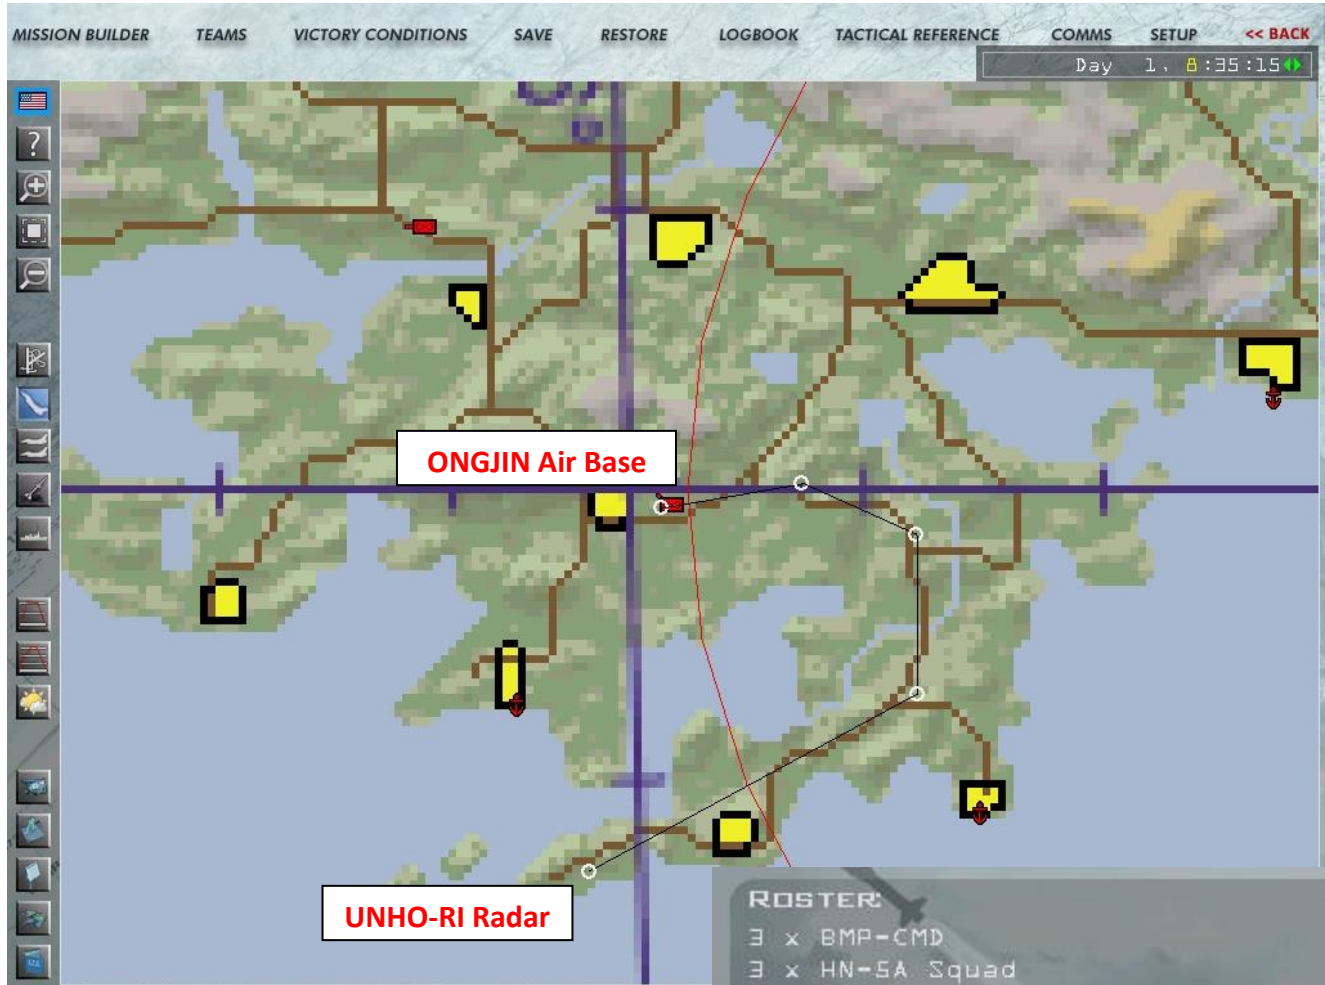 MISSION BUILDER TEAMS VICTORY CONDITIONS SAVE RESTORE LOGBOOK TACTICAL REFERENCE COMMS SETUP << BACK
Day 1, 8:35:15
?
ONGJIN Air Base
UNHO-RI Radar
ROSTER:
3 x BMP-CMD
3 x HN-5A Squad